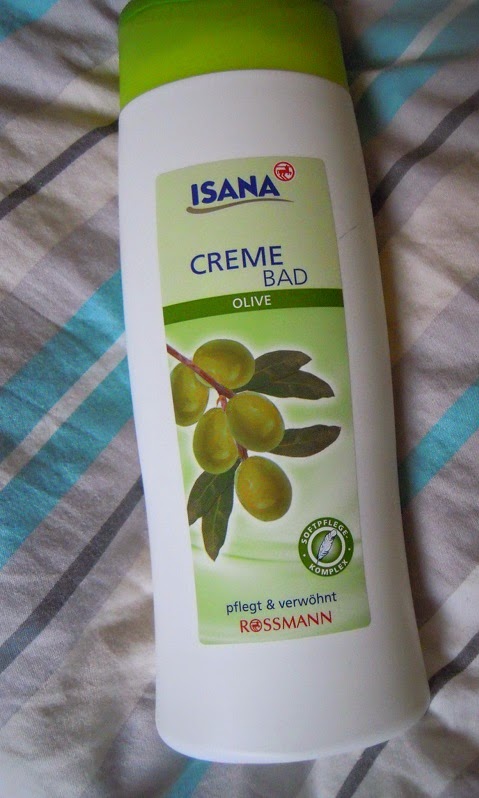 ISANA
CREME
BAD
OLIVE
SOFTPFLEGE-
KOMPLEX
pflegt & verwöhnt
ROSSMANN